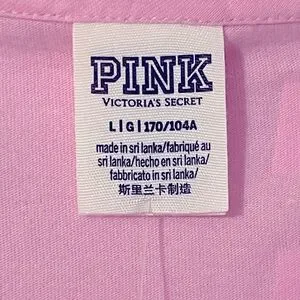 PINK
VICTORIA'S SECRET
L | G | 170/104A
made in sri lanka/fabriqué au
sri lanka/hecho en sri lanka/
fabbricato in sri lanka/
斯里兰卡制造